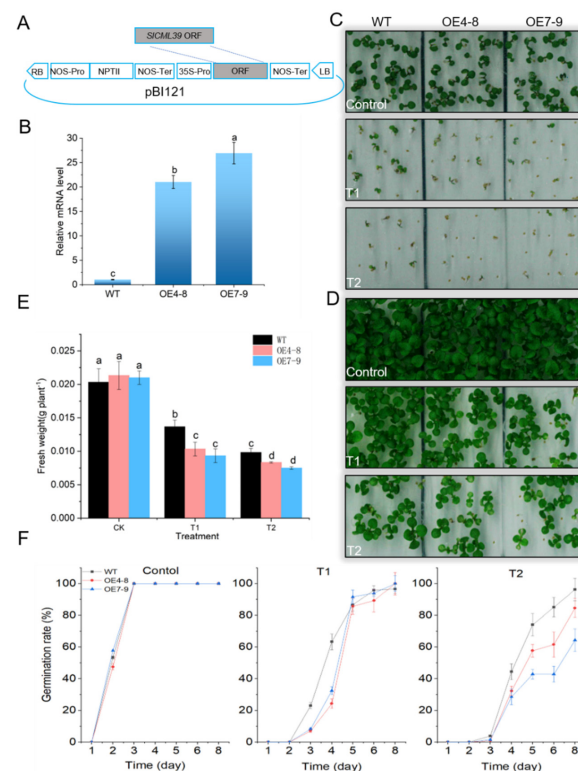 A
SlCML39 ORF
RB NOS-Pro NPTII NOS-Ter 35S-Pro ORF NOS-Ter LB
pBI121
B
Relative mRNA level
30
25
20
15
10
5
0
c
b
a
WT OE4-8 OE7-9
C
WT OE4-8 OE7-9
Control
T1
T2
D
Control
T1
T2
E
WT
OE4-8
OE7-9
Fresh weight(g plant⁻¹)
0.025
0.020
0.015
0.010
0.005
0.000
a a a
b c c
c d d
CK T1 T2
Treatment
F
Contol
WT
OE4-8
OE7-9
Germination rate (%)
100
80
60
40
20
0
1 2 3 4 5 6 8
Time (day)
T1
100
80
60
40
20
0
1 2 3 4 5 6 8
Time (day)
T2
100
80
60
40
20
0
1 2 3 4 5 6 8
Time (day)